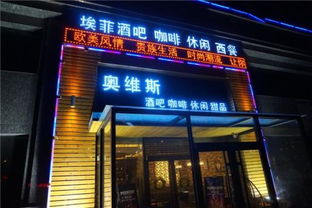 埃菲酒吧 咖啡 休闲 西餐
欧美风情 贵族生活 时尚潮流 让你
奥维斯
酒吧 咖啡 休闲 甜品